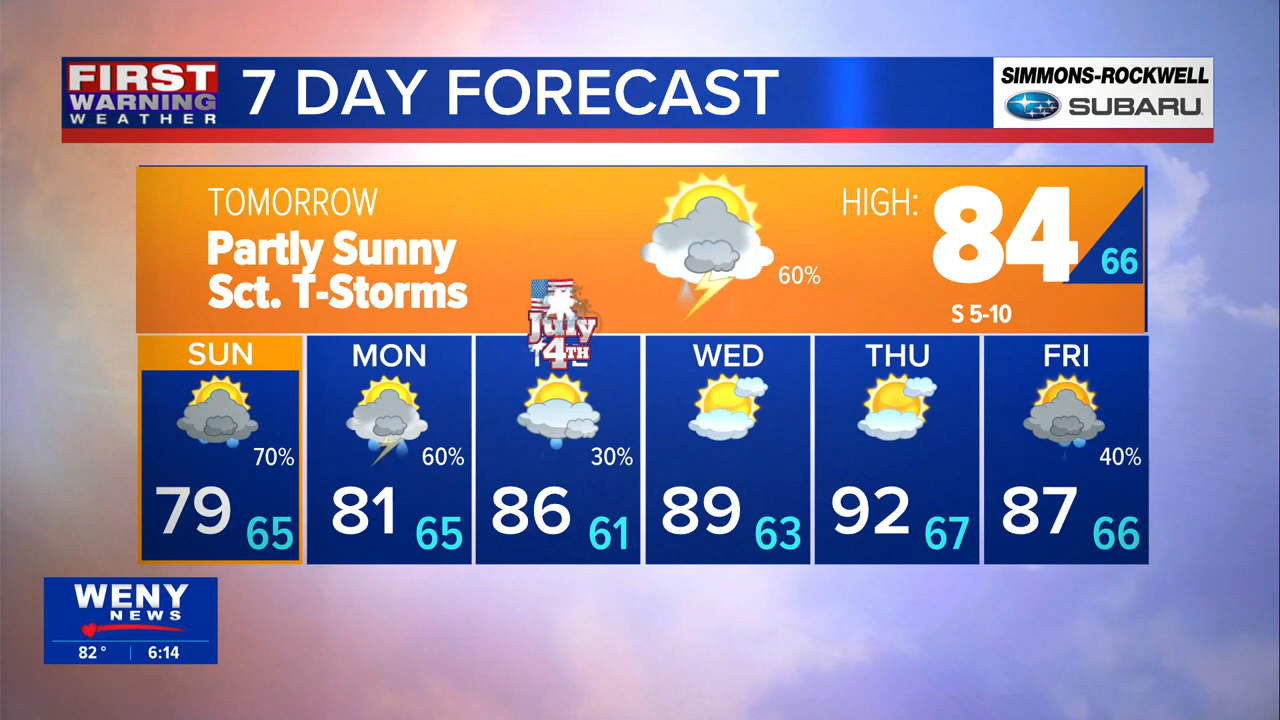 FIRST
WARNING
WEATHER
7 DAY FORECAST
SIMMONS-ROCKWELL
SUBARU
TOMORROW
Partly Sunny
Sct. T-Storms
60%
HIGH: 84 66
S 5-10
July
4TH
SUN MON TUE WED THU FRI
70% 60% 30% 40%
79 65 81 65 86 61 89 63 92 67 87 66
WENY
NEWS
82° 6:14